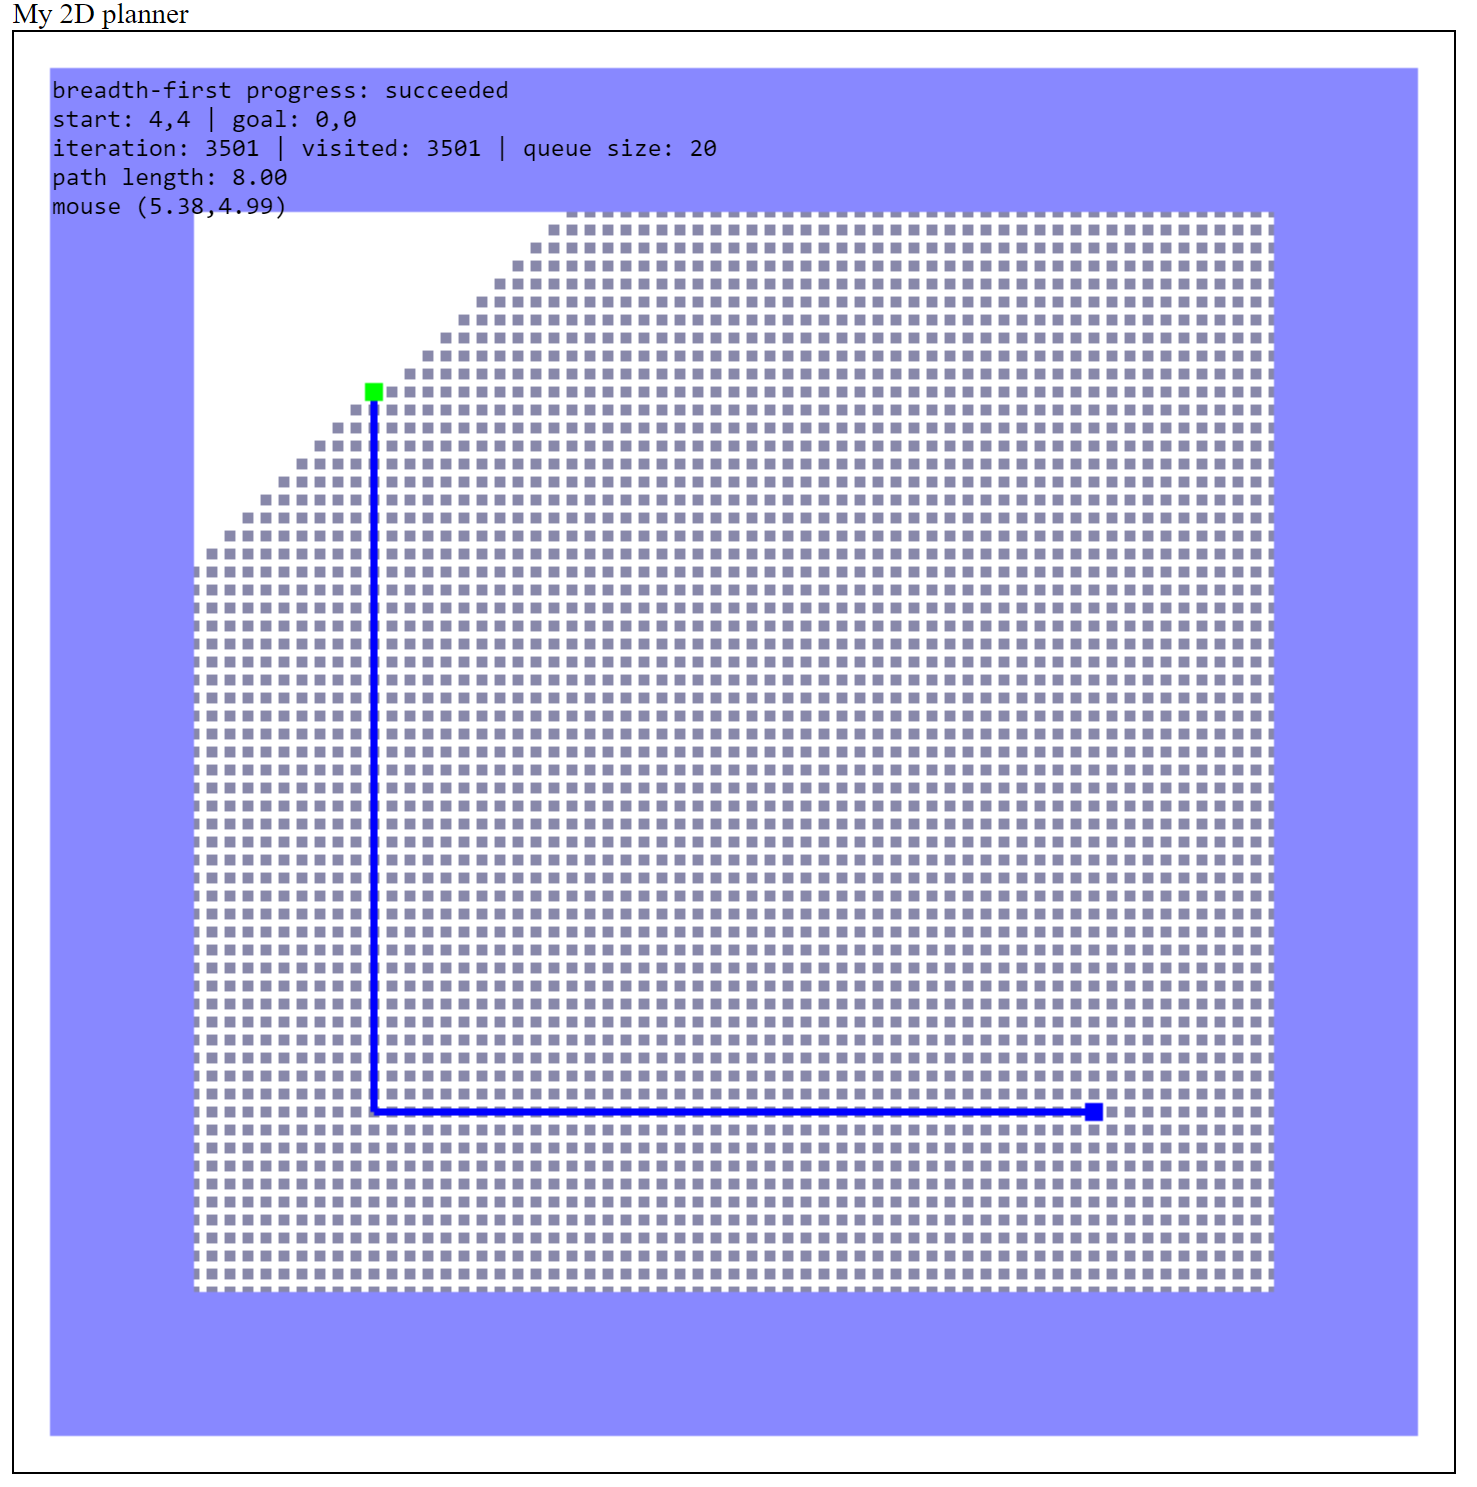 My 2D planner
breadth-first progress: succeeded
start: 4,4 | goal: 0,0
iteration: 3501 | visited: 3501 | queue size: 20
path length: 8.00
mouse (5.38,4.99)